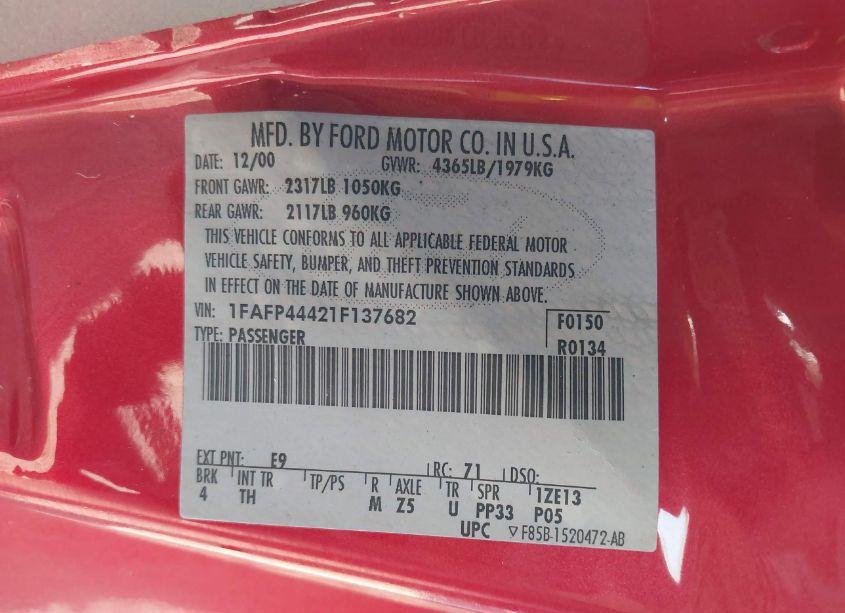 MFD. BY FORD MOTOR CO. IN U.S.A.
DATE: 12/00 GVWR: 4365LB/1979KG
FRONT GAWR: 2317LB 1050KG
REAR GAWR: 2117LB 960KG
THIS VEHICLE CONFORMS TO ALL APPLICABLE FEDERAL MOTOR
VEHICLE SAFETY, BUMPER, AND THEFT PREVENTION STANDARDS
IN EFFECT ON THE DATE OF MANUFACTURE SHOWN ABOVE.
VIN: 1FAFP44421F137682 F0150
TYPE: PASSENGER R0134
EXT PNT: E9 RC: 71 DSO:
BRK INT TR TP/PS R AXLE TR SPR 1ZE13
4 TH M Z5 U PP33 P05
UPC ▽F85B-1520472-AB